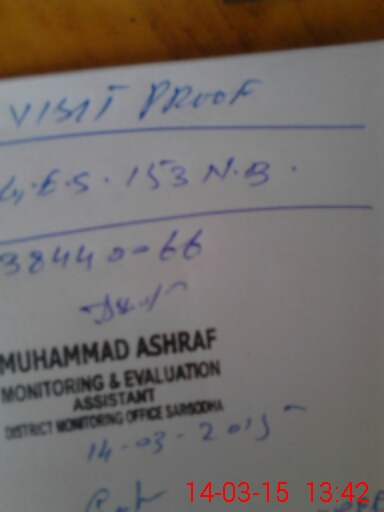 VISIT PROOF
G.E.S. 153 N.B.
384400-66
MUHAMMAD ASHRAF
MONITORING & EVALUATION
ASSISTANT
DISTRICT MONITORING OFFICE SARGODHA
14-03-2015
14-03-15 13:42